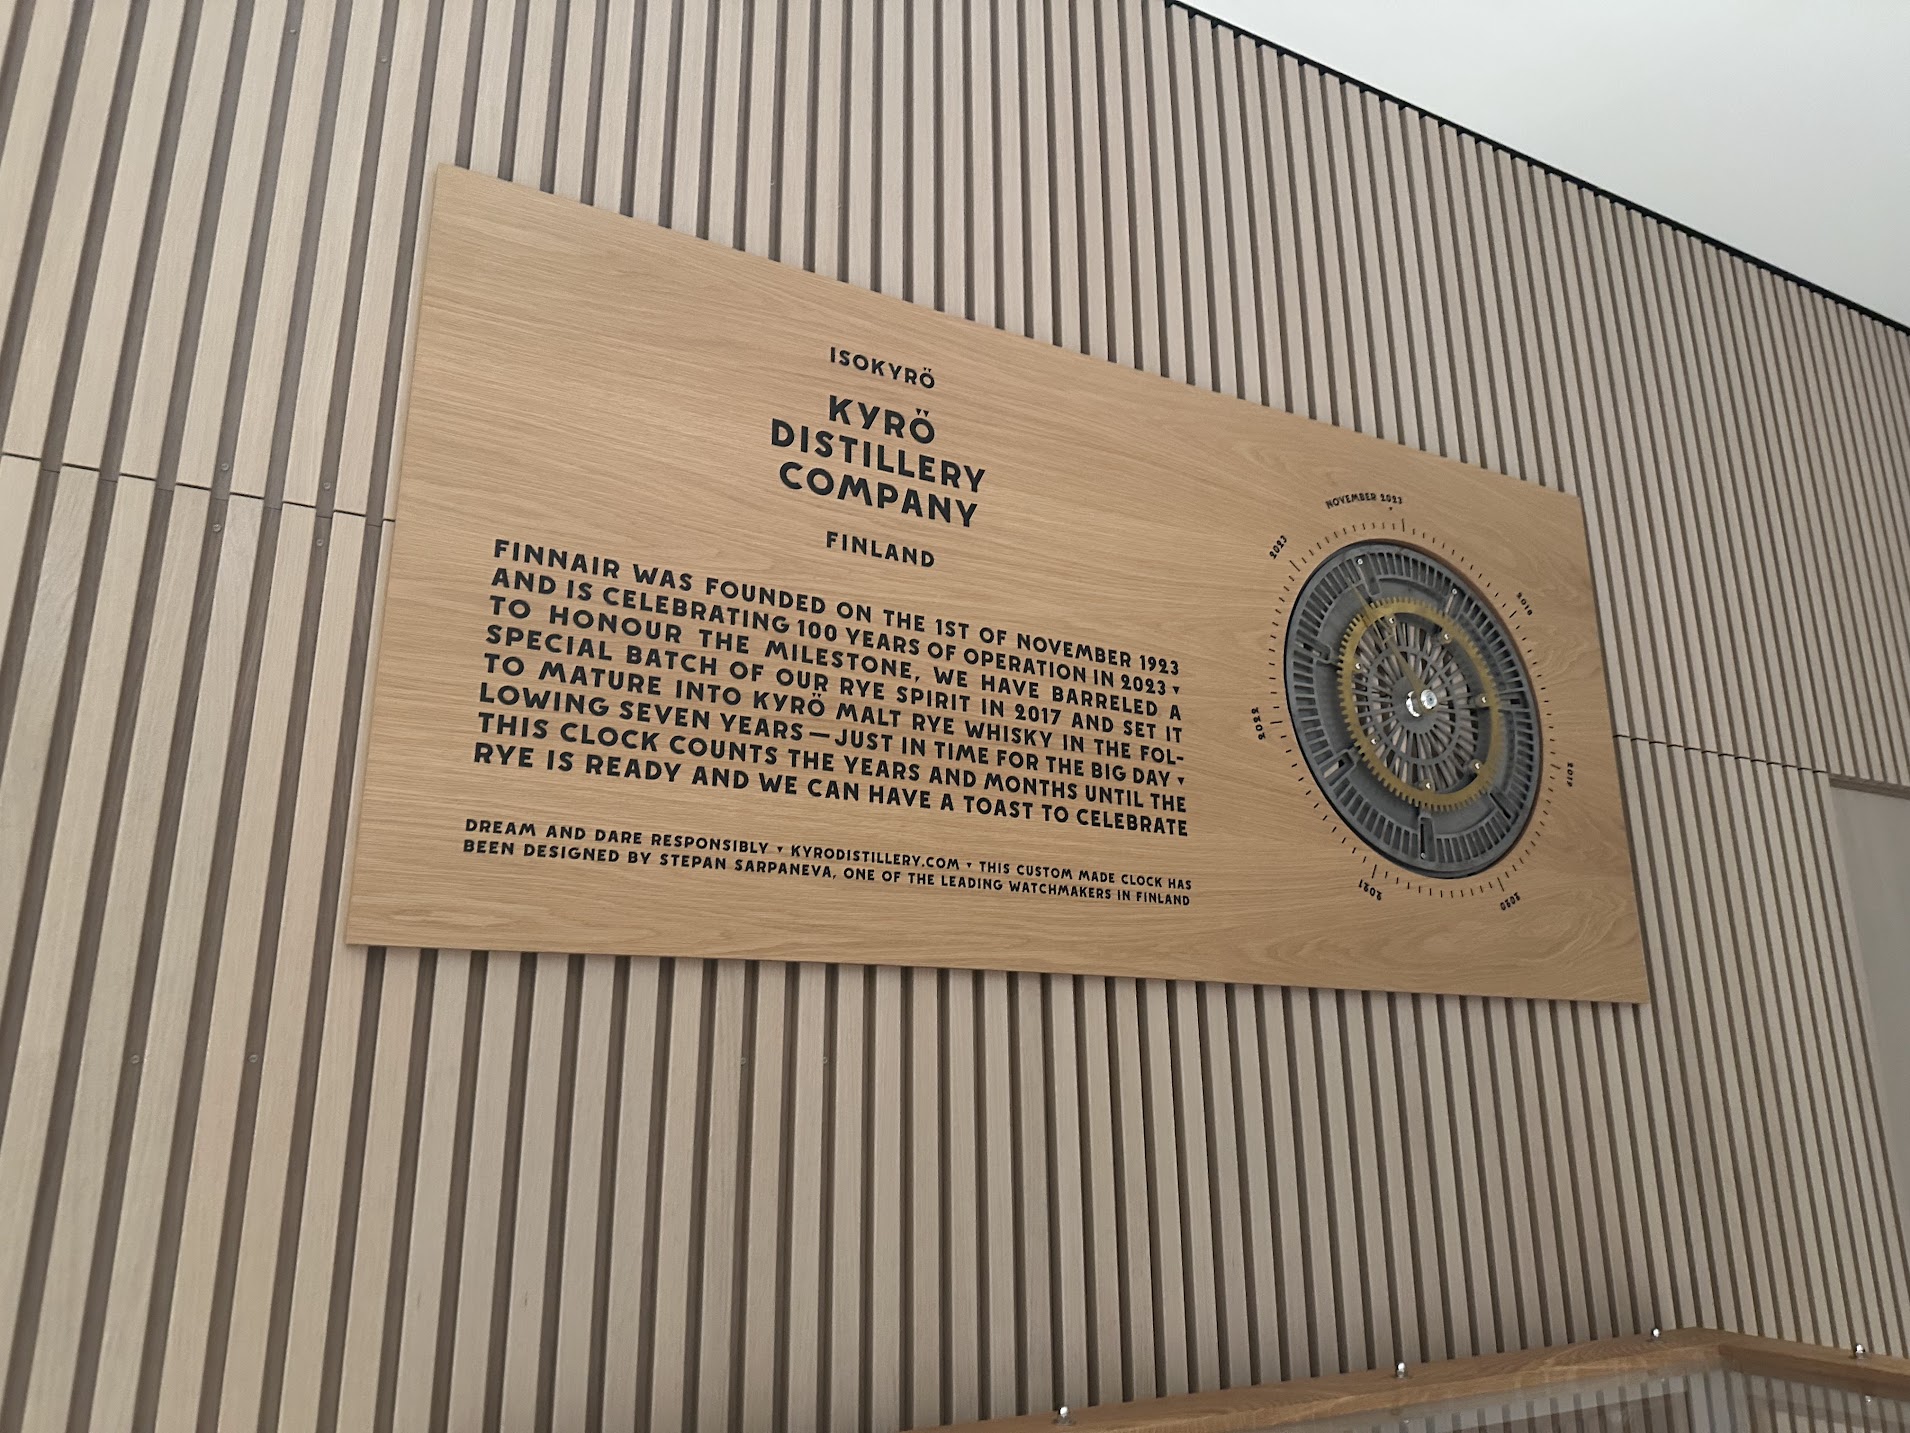 ISOKYRÖ
KYRÖ
DISTILLERY
COMPANY
FINLAND
FINNAIR WAS FOUNDED ON THE 1ST OF NOVEMBER 1923
AND IS CELEBRATING 100 YEARS OF OPERATION IN 2023 ▾
TO HONOUR THE MILESTONE, WE HAVE BARRELED A
SPECIAL BATCH OF OUR RYE SPIRIT IN 2017 AND SET IT
TO MATURE INTO KYRÖ MALT RYE WHISKY IN THE FOL-
LOWING SEVEN YEARS — JUST IN TIME FOR THE BIG DAY ▾
THIS CLOCK COUNTS THE YEARS AND MONTHS UNTIL THE
RYE IS READY AND WE CAN HAVE A TOAST TO CELEBRATE
DREAM AND DARE RESPONSIBLY ▾ KYRODISTILLERY.COM ▾ THIS CUSTOM MADE CLOCK HAS
BEEN DESIGNED BY STEPAN SARPANEVA, ONE OF THE LEADING WATCHMAKERS IN FINLAND
NOVEMBER 2023
2018
2019
2020
2021
2022
2023